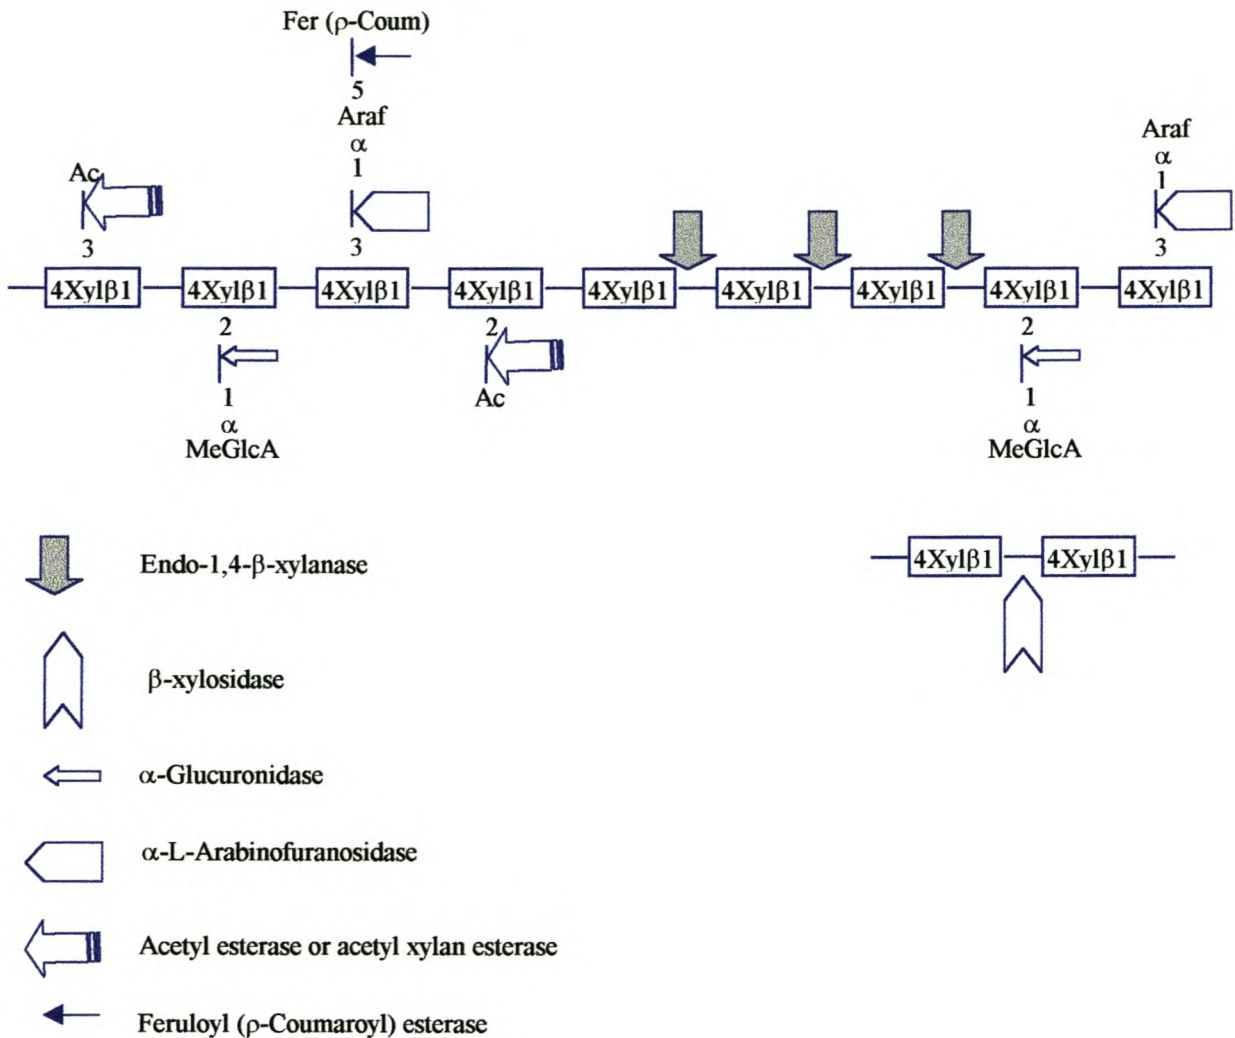 Fer (ρ-Coum)
5
Araf
α
1
3
Ac
3
Araf
α
1
3
4Xylβ1 4Xylβ1 4Xylβ1 4Xylβ1 4Xylβ1 4Xylβ1 4Xylβ1 4Xylβ1 4Xylβ1
2
1
α
MeGlcA
2
Ac
2
1
α
MeGlcA
4Xylβ1 4Xylβ1
Endo-1,4-β-xylanase
β-xylosidase
α-Glucuronidase
α-L-Arabinofuranosidase
Acetyl esterase or acetyl xylan esterase
Feruloyl (ρ-Coumaroyl) esterase